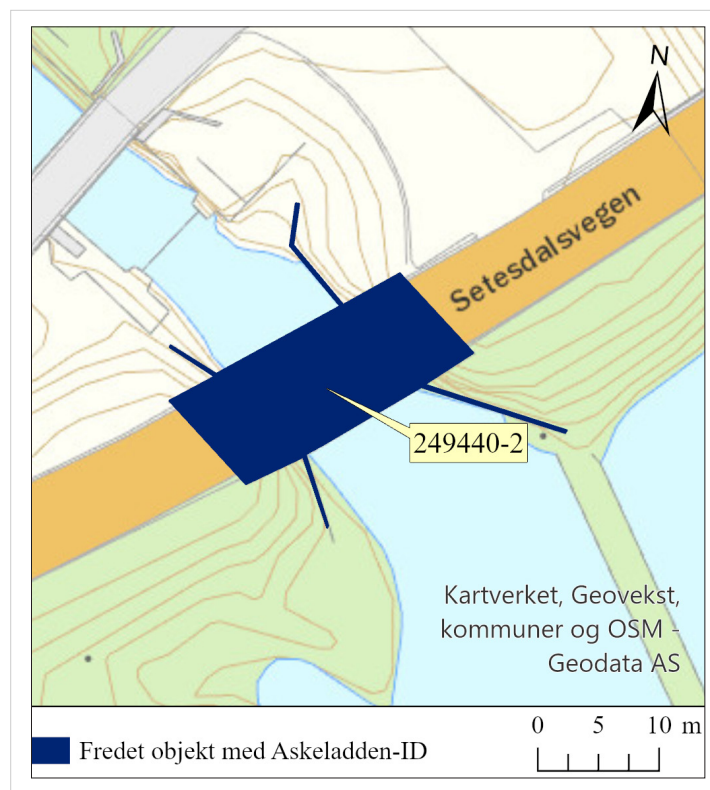 N
Setesdalsvegen
249440-2
Kartverket, Geovekst,
kommuner og OSM -
Geodata AS
Fredet objekt med Askeladden-ID
0 5 10 m